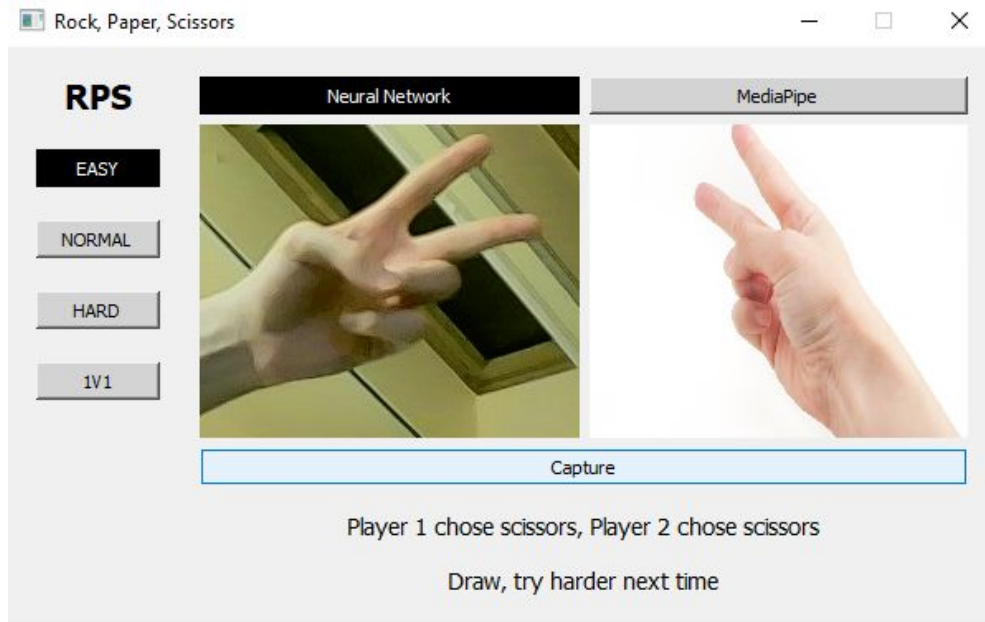 Rock, Paper, Scissors
RPS
Neural Network
MediaPipe
EASY
NORMAL
HARD
1V1
Capture
Player 1 chose scissors, Player 2 chose scissors
Draw, try harder next time